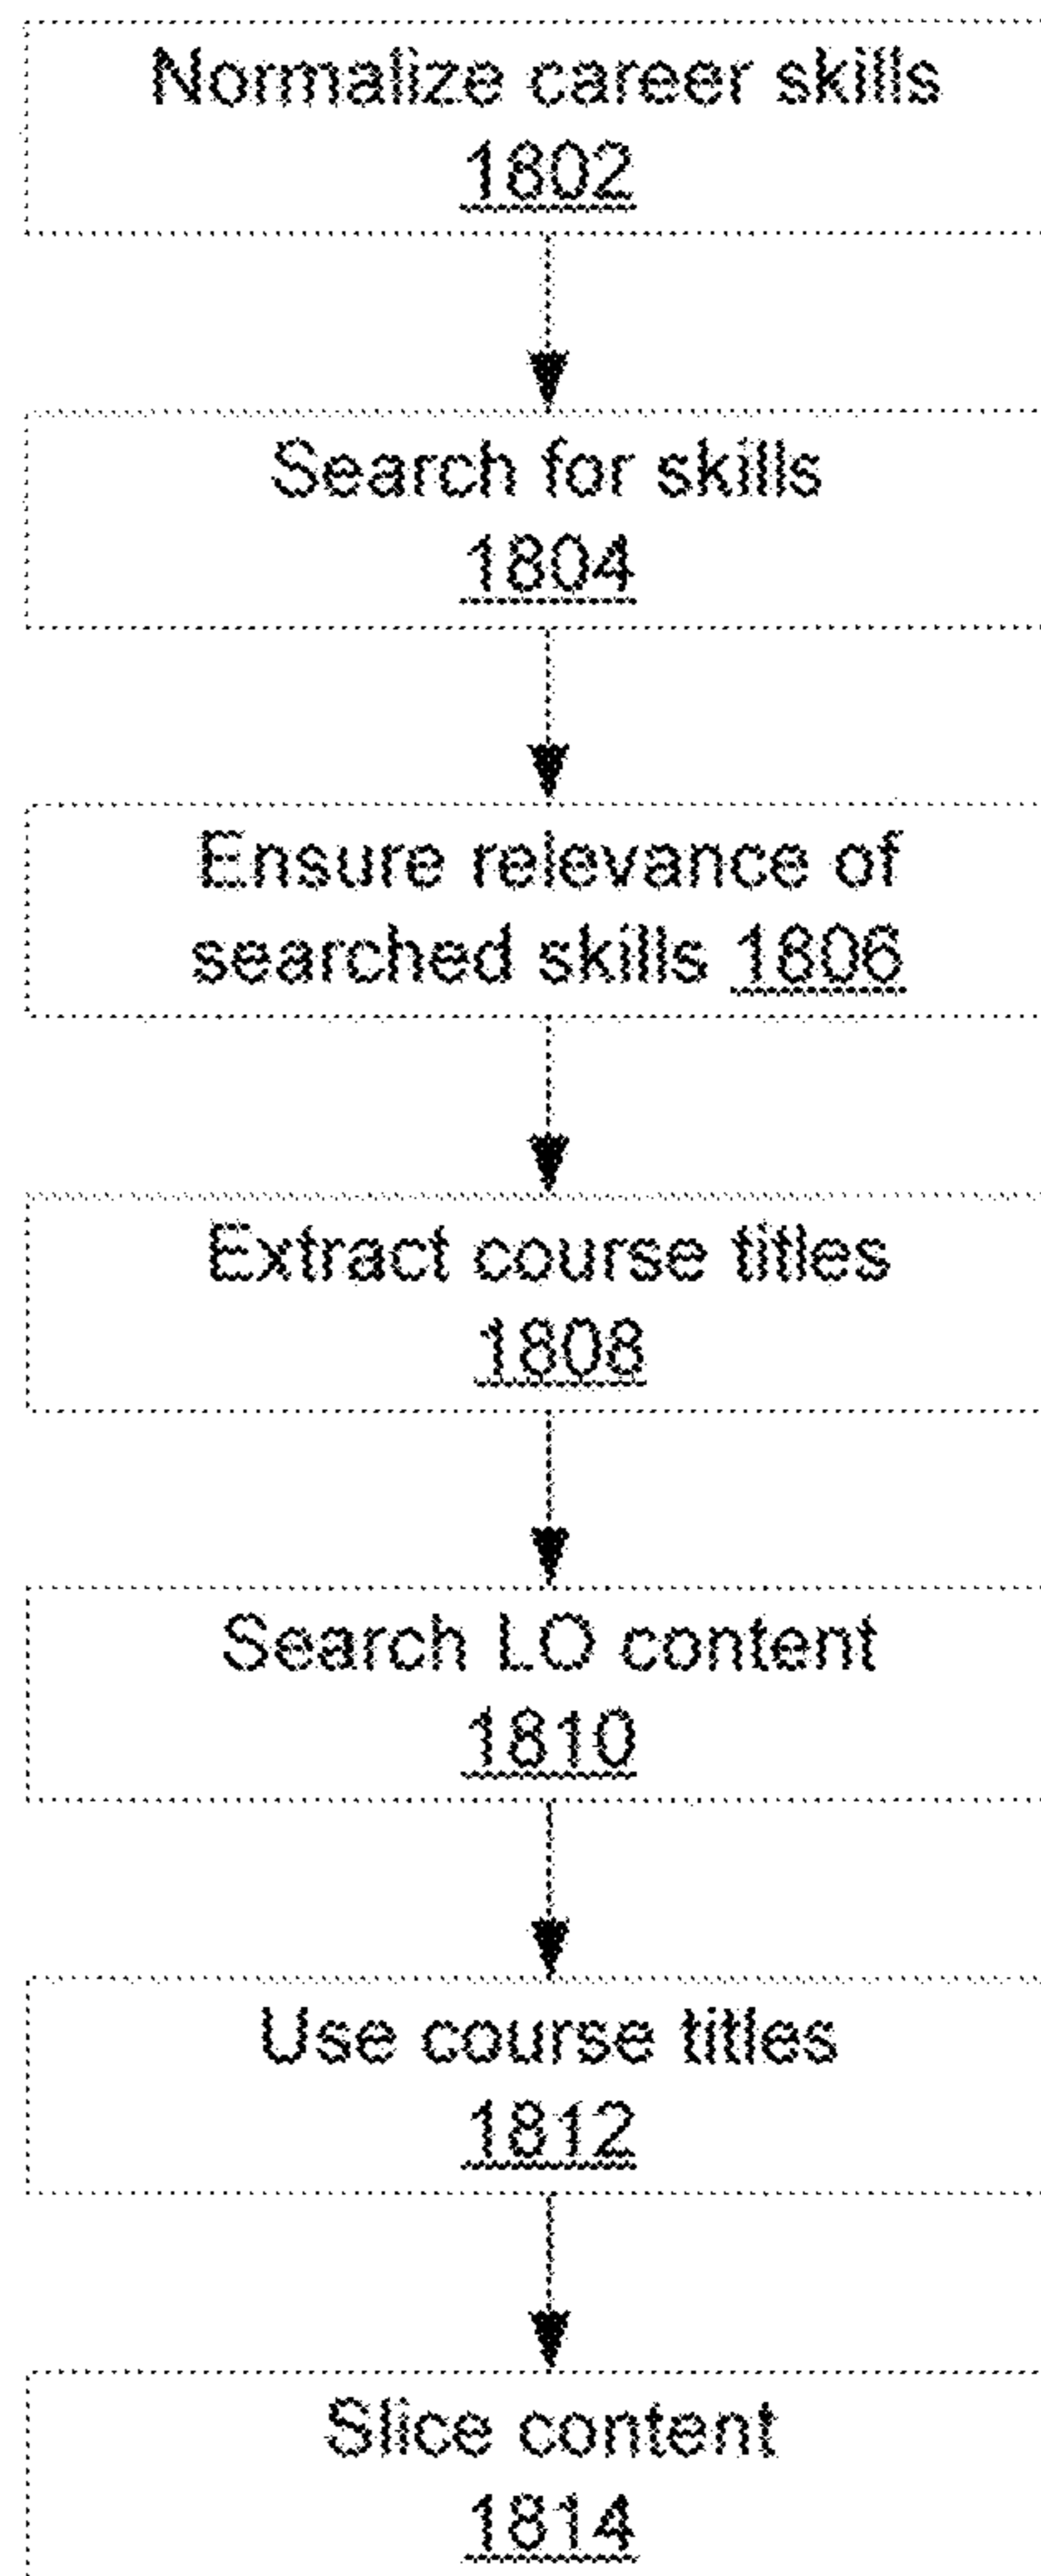 Normalize career skills
1802
Search for skills
1804
Ensure relevance of
searched skills 1806
Extract course titles
1808
Search LO content
1810
Use course titles
1812
Slice content
1814